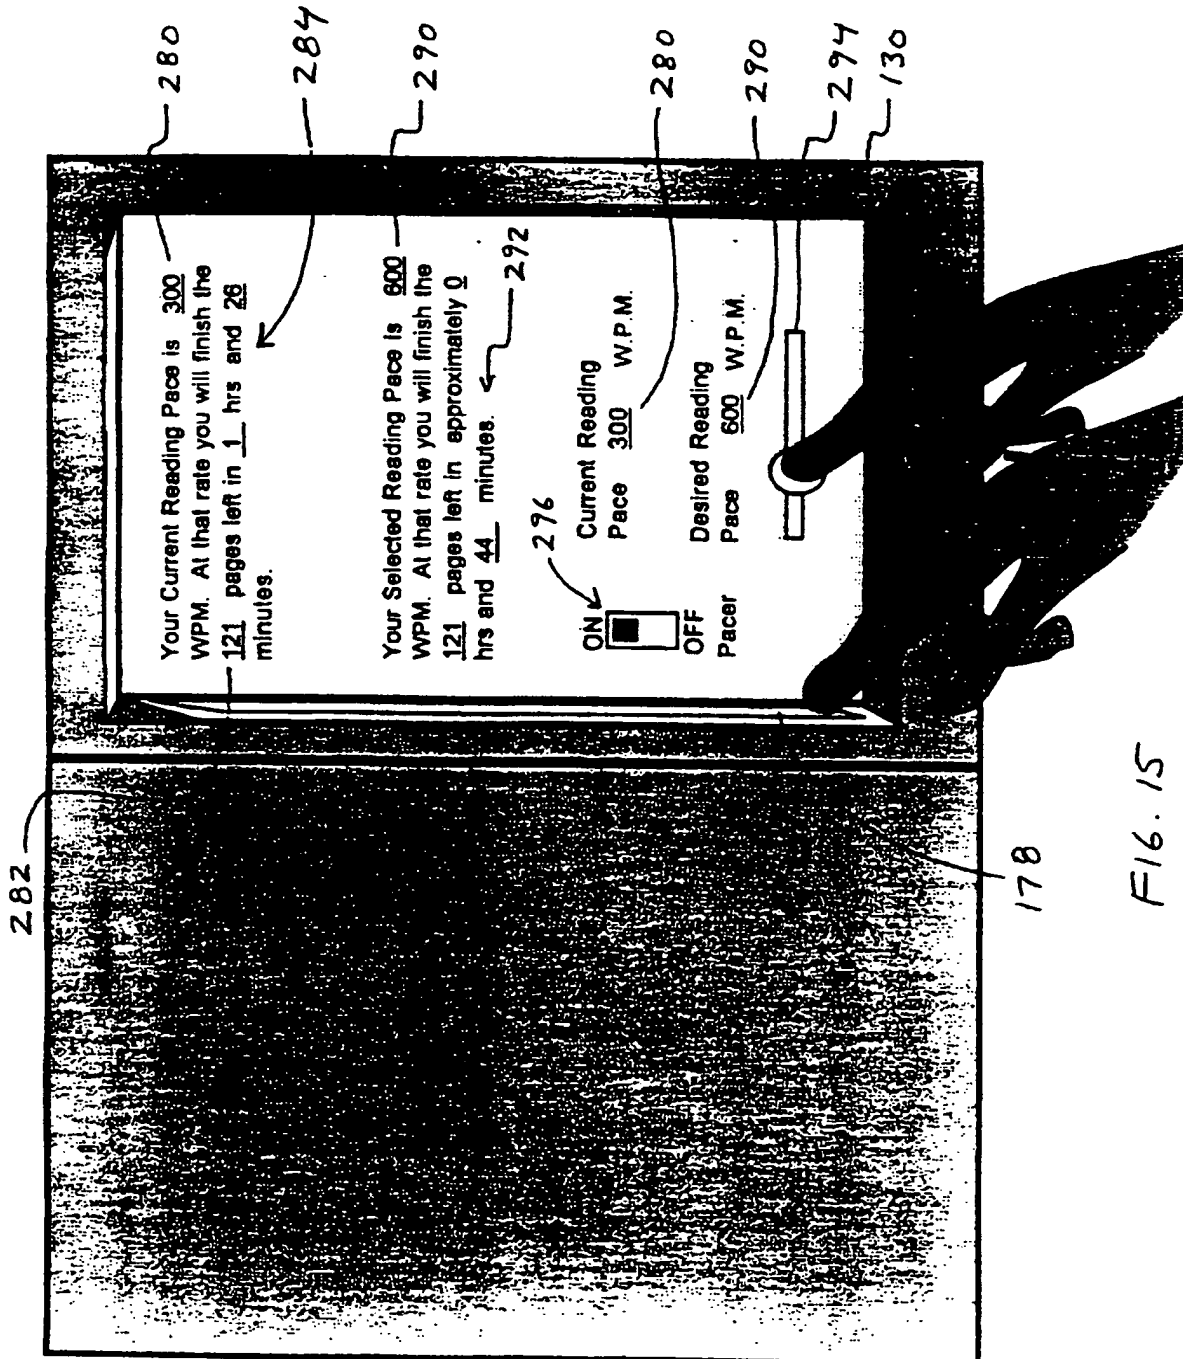 Your Current Reading Pace is 300
WPM. At that rate you will finish the
121 pages left in 1 hrs and 26
minutes.
Your Selected Reading Pace is 600
WPM. At that rate you will finish the
121 pages left in approximately 0
hrs and 44 minutes.
ON
OFF
Pacer
Current Reading
Pace 300 W.P.M.
Desired Reading
Pace 600 W.P.M.
280
284
290
292
296
280
290
294
130
282
178
FIG. 15